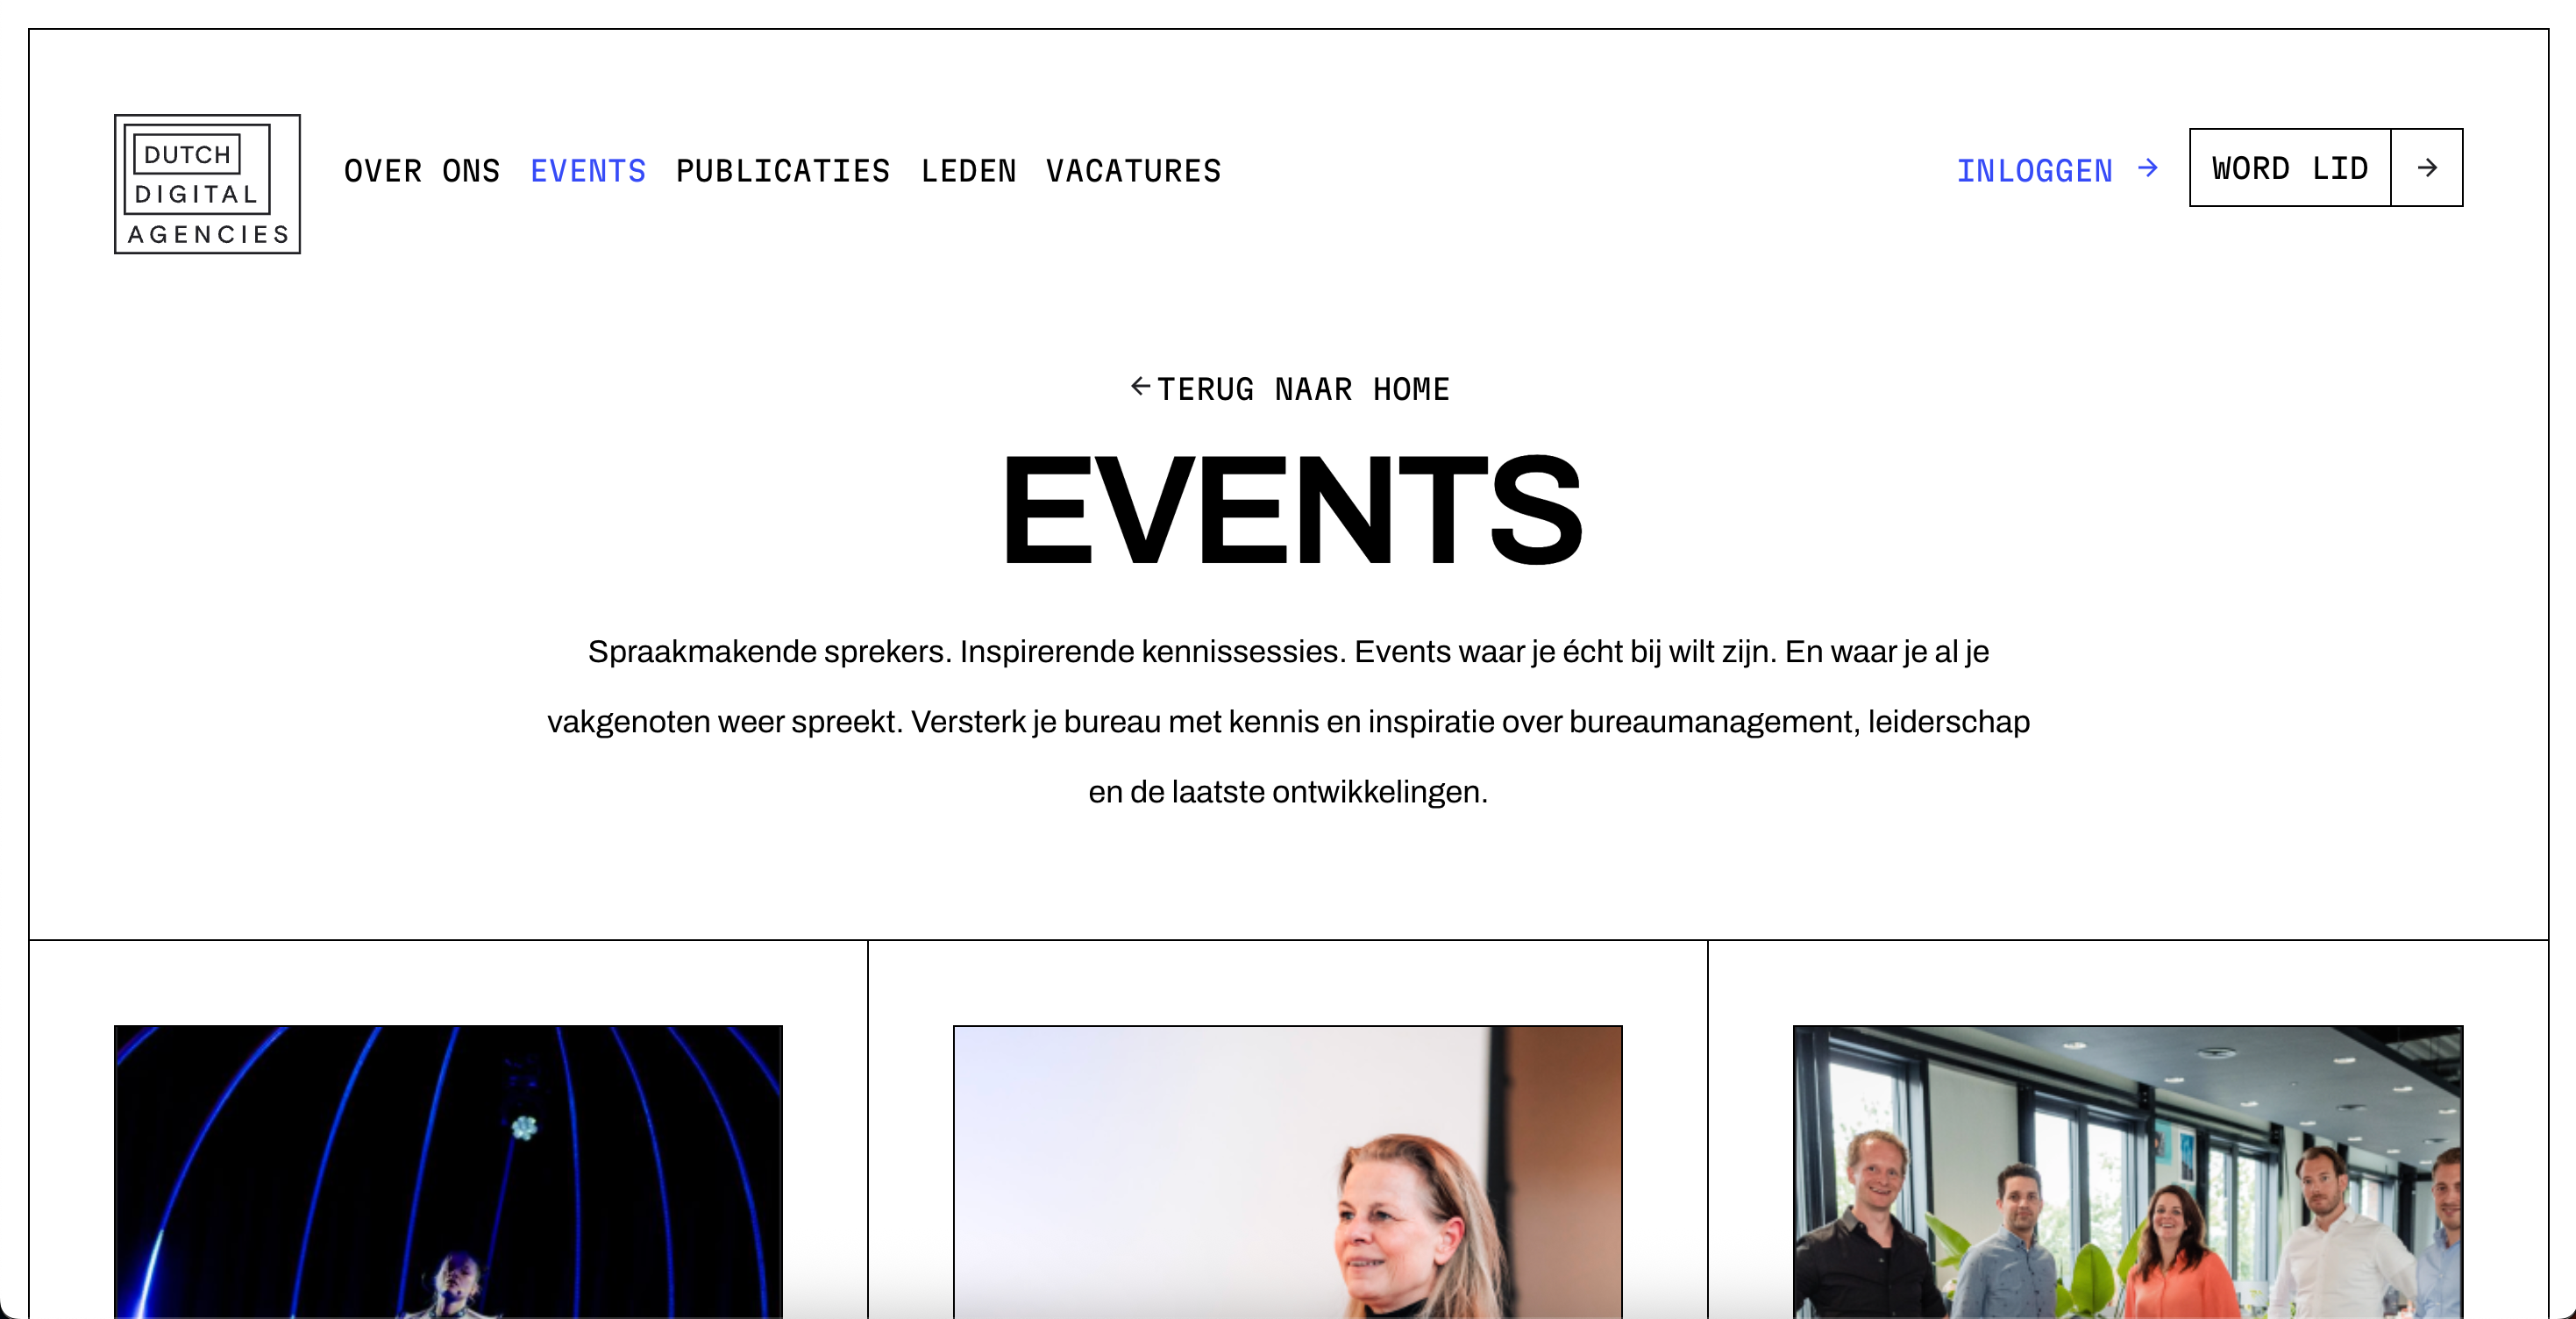 DUTCH
DIGITAL
AGENCIES
OVER ONS EVENTS PUBLICATIES LEDEN VACATURES
INLOGGEN →
WORD LID →
←TERUG NAAR HOME
EVENTS
Spraakmakende sprekers. Inspirerende kennissessies. Events waar je écht bij wilt zijn. En waar je al je
vakgenoten weer spreekt. Versterk je bureau met kennis en inspiratie over bureaumanagement, leiderschap
en de laatste ontwikkelingen.